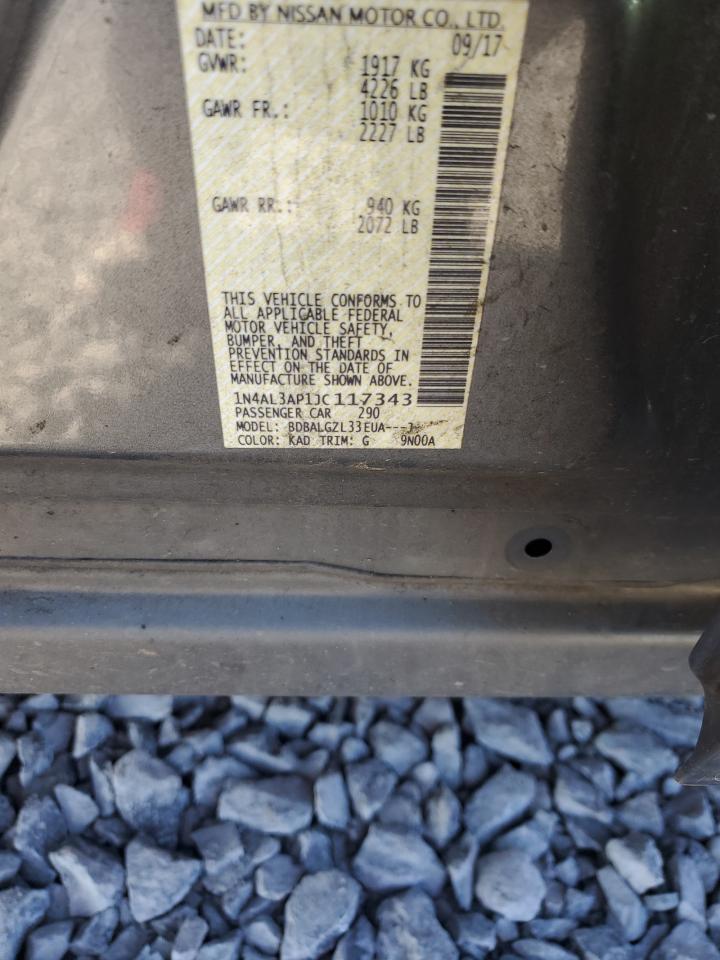 MFD BY NISSAN MOTOR CO., LTD.
DATE: 09/17
GVWR: 1917 KG
4226 LB
GAWR FR.: 1010 KG
2227 LB
GAWR RR.: 940 KG
2072 LB
THIS VEHICLE CONFORMS TO
ALL APPLICABLE FEDERAL
MOTOR VEHICLE SAFETY,
BUMPER, AND THEFT
PREVENTION STANDARDS IN
EFFECT ON THE DATE OF
MANUFACTURE SHOWN ABOVE.
1N4AL3AP1JC117343
PASSENGER CAR 290
MODEL: BDBALGZL33EUA---J
COLOR: KAD TRIM: G 9N00A